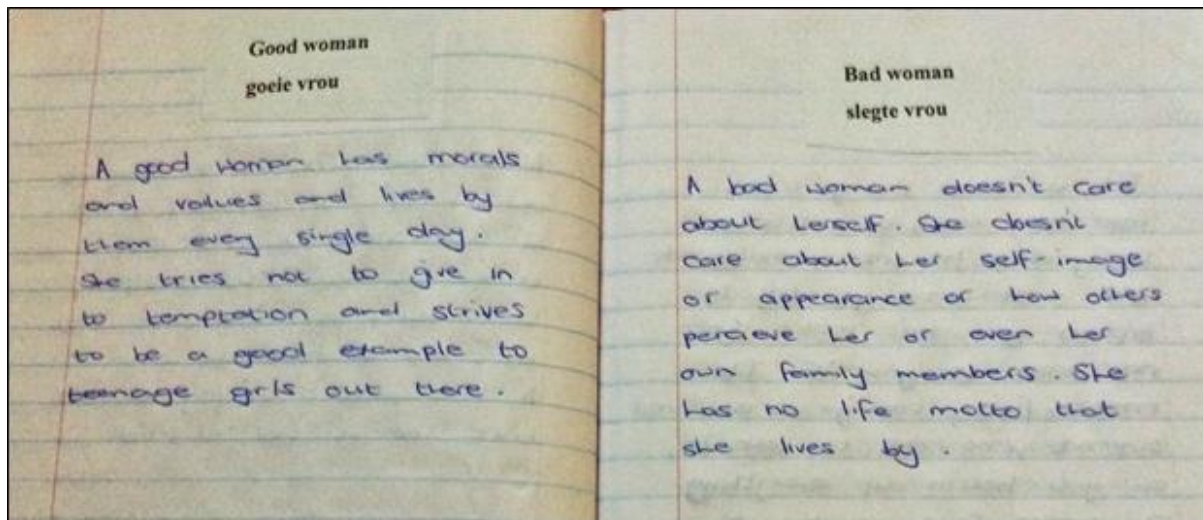 Good woman
goeie vrou
A good woman has morals
and values and lives by
them every single day.
She tries not to give in
to temptation and strives
to be a good example to
teenage girls out there.
Bad woman
slegte vrou
A bad woman doesn't care
about herself. She doesn't
care about her self-image
or appearance or how others
percieve her or even her
own family members. She
has no life motto that
she lives by.